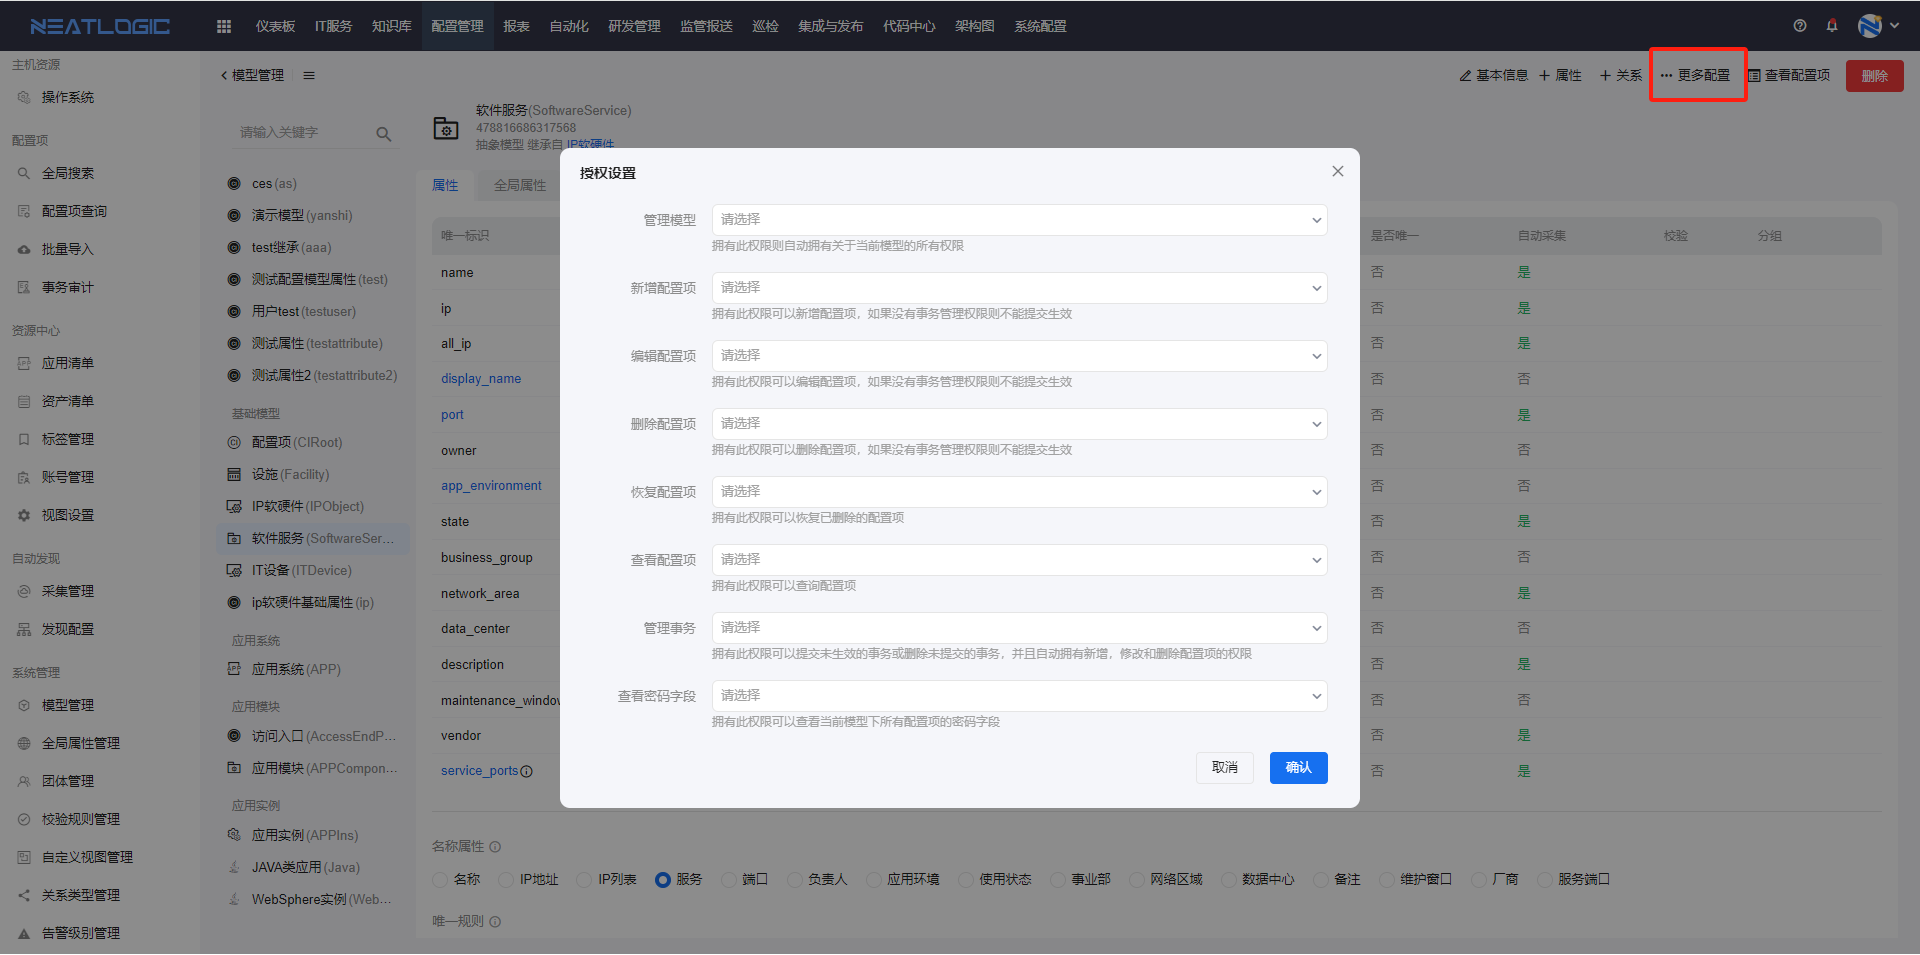 NEATLOGIC
仪表板 IT服务 知识库 配置管理 报表 自动化 研发管理 监管报送 巡检 集成与发布 代码中心 架构图 系统配置
主机资源
操作系统
配置项
全局搜索
配置项查询
批量导入
事务审计
资源中心
应用清单
资产清单
标签管理
账号管理
视图设置
自动发现
采集管理
发现配置
系统管理
模型管理
全局属性管理
团体管理
校验规则管理
自定义视图管理
关系类型管理
告警级别管理
模型管理
基本信息 属性 关系 更多配置 查看配置项 删除
请输入关键字
ces (as)
演示模型 (yanshi)
test继承 (aaa)
测试配置模型属性 (test)
用户test (testuser)
测试属性 (testattribute)
测试属性2 (testattribute2)
基础模型
配置项 (CIRoot)
设施 (Facility)
IP软硬件 (IPObject)
软件服务 (SoftwareSer...
IT设备 (ITDevice)
ip软硬件基础属性 (ip)
应用系统
应用系统 (APP)
应用模块
访问入口 (AccessEndP...
应用模块 (APPCompon...
应用实例
应用实例 (APPIns)
JAVA类应用 (Java)
WebSphere实例 (Web...
软件服务(SoftwareService)
478816686317568
抽象模型 继承自 IP软硬件
属性 全局属性
唯一标识 是否唯一 自动采集 校验 分组
name 否 是
ip 否 是
all_ip 否 是
display_name 否 否
port 否 是
owner 否 否
app_environment 否 否
state 否 是
business_group 否 否
network_area 否 是
data_center 否 否
description 否 是
maintenance_window 否 否
vendor 否 是
service_ports 否 是
授权设置
管理模型 请选择
拥有此权限则自动拥有关于当前模型的所有权限
新增配置项 请选择
拥有此权限可以新增配置项，如果没有事务管理权限则不能提交生效
编辑配置项 请选择
拥有此权限可以编辑配置项，如果没有事务管理权限则不能提交生效
删除配置项 请选择
拥有此权限可以删除配置项，如果没有事务管理权限则不能提交生效
恢复配置项 请选择
拥有此权限可以恢复已删除的配置项
查看配置项 请选择
拥有此权限可以查询配置项
管理事务 请选择
拥有此权限可以提交未生效的事务或删除未提交的事务，并且自动拥有新增，修改和删除配置项的权限
查看密码字段 请选择
拥有此权限可以查看当前模型下所有配置项的密码字段
取消 确认
名称属性
名称 IP地址 IP列表 服务 端口 负责人 应用环境 使用状态 事业部 网络区域 数据中心 备注 维护窗口 厂商 服务端口
唯一规则